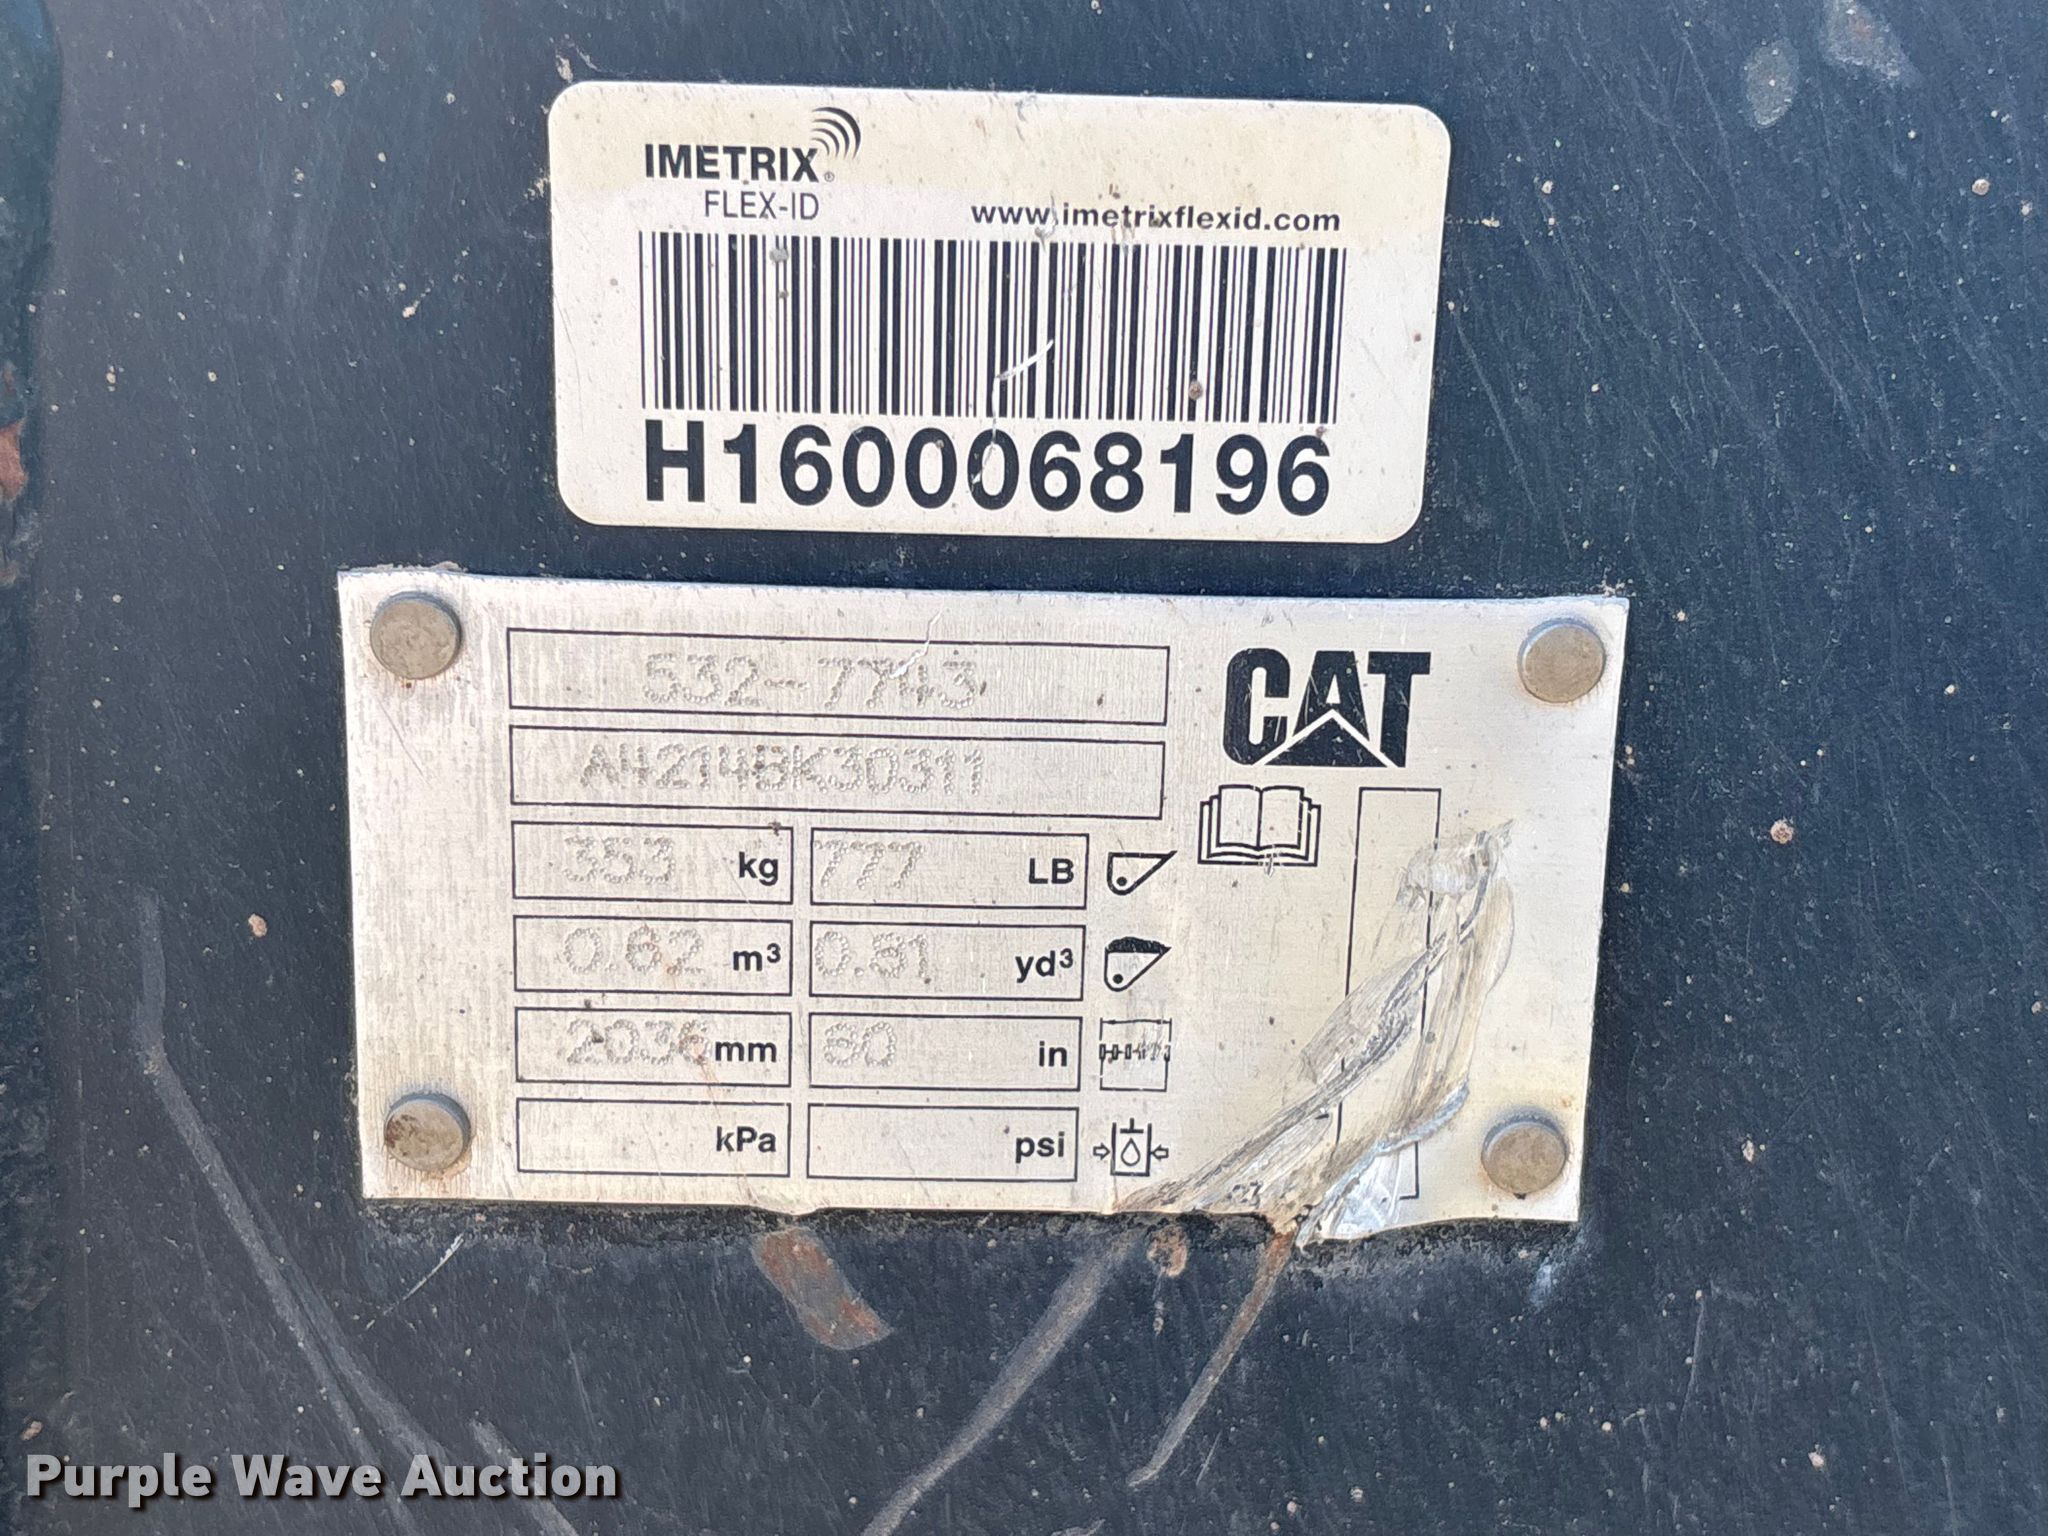 IMETRIX®
FLEX-ID
www.imetrixflexid.com
H1600068196
532-7743
CAT
A4214BK30311
353 kg 777 LB
0.62 m³ 0.81 yd³
2036 mm 80 in
kPa psi
Purple Wave Auction